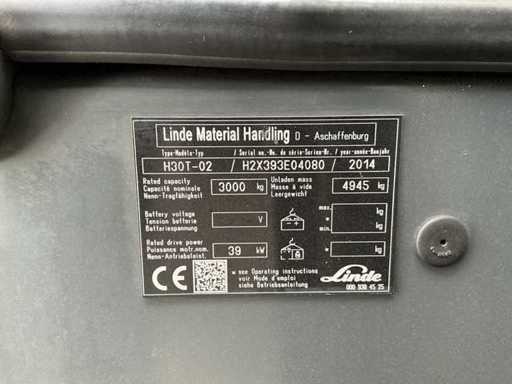 Linde Material Handling D - Aschaffenburg
Type-Modèle-Typ / Serial no.-No. de série-Serien-Nr. / year-année-Baujahr
H30T-02 / H2X393E04080 / 2014
Rated capacity
Capacité nominale
Nenn-Tragfähigkeit
3000 kg
Unladen mass
Masse à vide
Leergewicht
4945 kg
Battery voltage
Tension batterie
Batteriespannung
V
max. kg
min. kg
Rated drive power
Puissance motr.nom.
Nenn-Antriebsleist.
39 kW
kg
CE
see Operating instructions
voir Mode d'emploi
siehe Betriebsanleitung
Linde
000 938 45 25